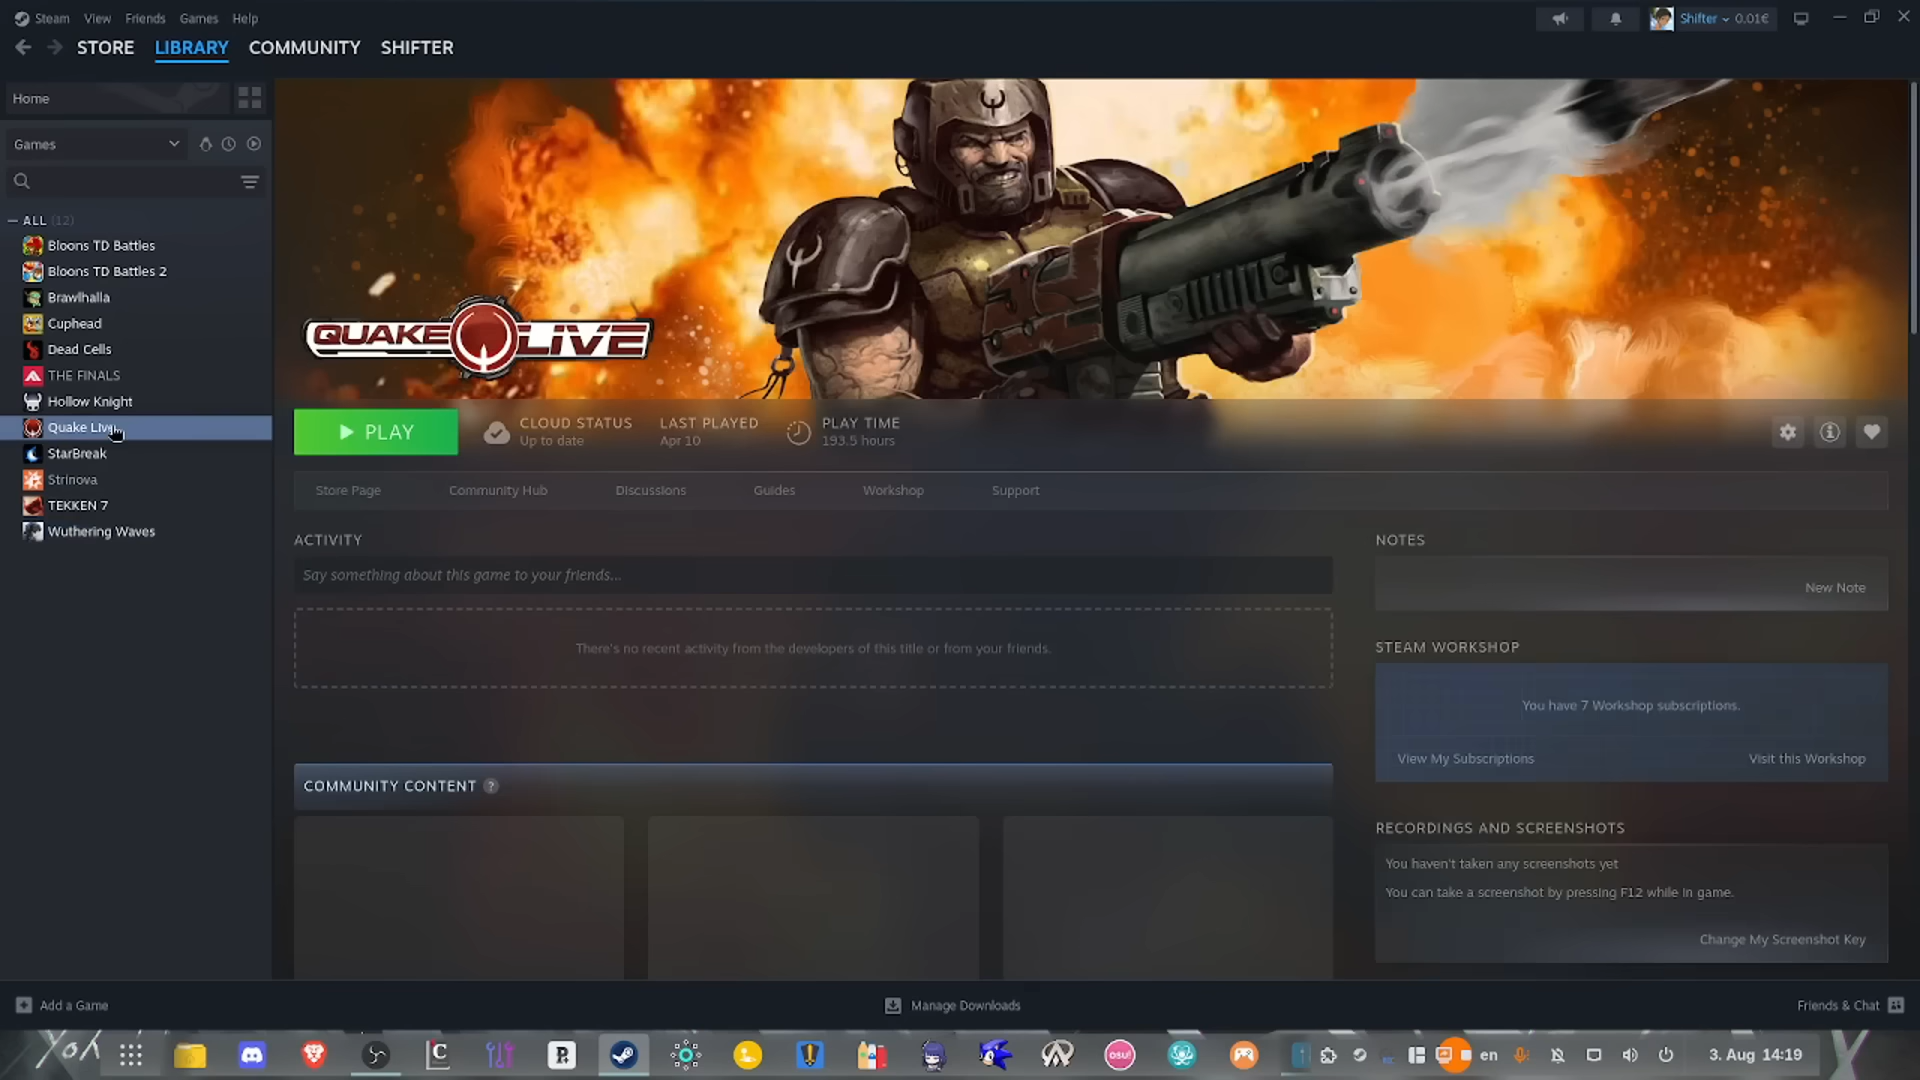 Steam View Friends Games Help
Shifter 0.01€
STORE LIBRARY COMMUNITY SHIFTER
Home
Games
ALL (12)
Bloons TD Battles
Bloons TD Battles 2
Brawlhalla
Cuphead
Dead Cells
THE FINALS
Hollow Knight
Quake Live
StarBreak
Strinova
TEKKEN 7
Wuthering Waves
QUAKE LIVE
PLAY
CLOUD STATUS
Up to date
LAST PLAYED
Apr 10
PLAY TIME
193.5 hours
Store Page Community Hub Discussions Guides Workshop Support
ACTIVITY
Say something about this game to your friends...
There's no recent activity from the developers of this title or from your friends.
COMMUNITY CONTENT ?
NOTES
New Note
STEAM WORKSHOP
You have 7 Workshop subscriptions.
View My Subscriptions Visit this Workshop
RECORDINGS AND SCREENSHOTS
You haven't taken any screenshots yet
You can take a screenshot by pressing F12 while in game.
Change My Screenshot Key
Add a Game Manage Downloads Friends & Chat
osu! en 3. Aug 14:19